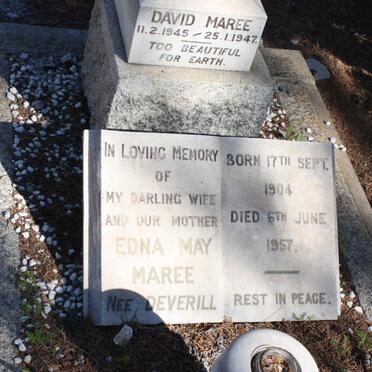 DAVID MAREE
11.2.1945 – 25.1.1947
TOO BEAUTIFUL
FOR EARTH.
IN LOVING MEMORY
OF
MY DARLING WIFE
AND OUR MOTHER
EDNA MAY
MAREE
NEE DEVERILL
BORN 17TH SEPT.
1904
DIED 6TH JUNE
1957.
REST IN PEACE.